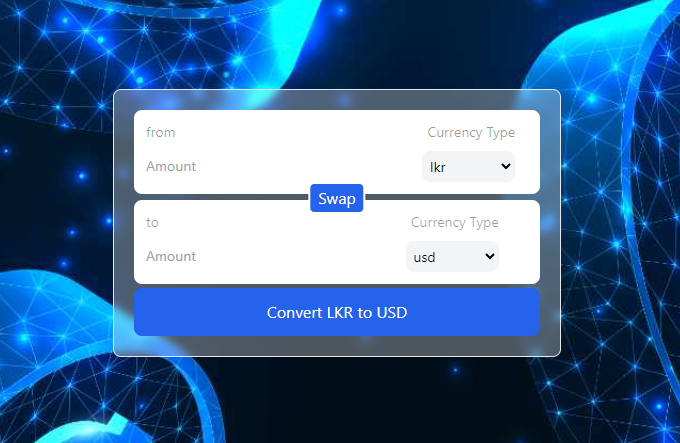 from Currency Type
Amount lkr
Swap
to Currency Type
Amount usd
Convert LKR to USD